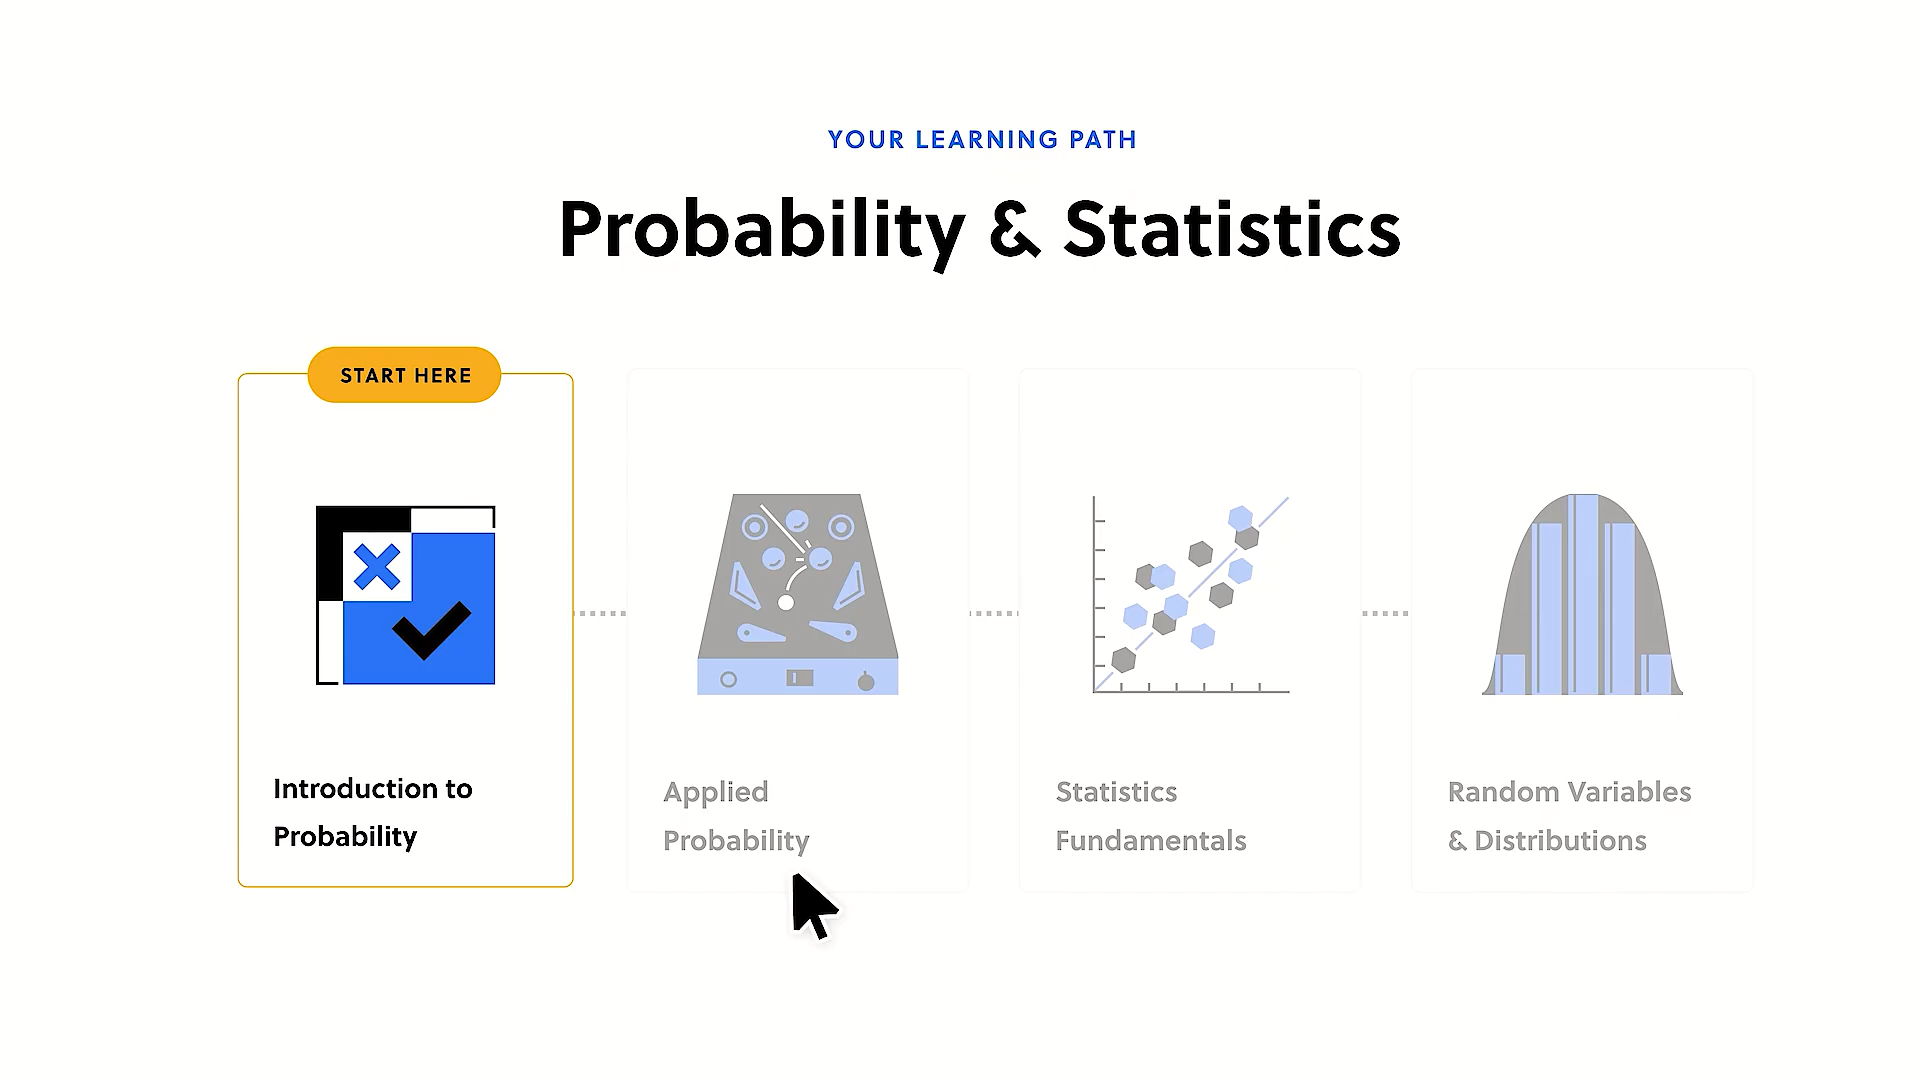 YOUR LEARNING PATH
Probability & Statistics
START HERE
Introduction to
Probability
Applied
Probability
Statistics
Fundamentals
Random Variables
& Distributions